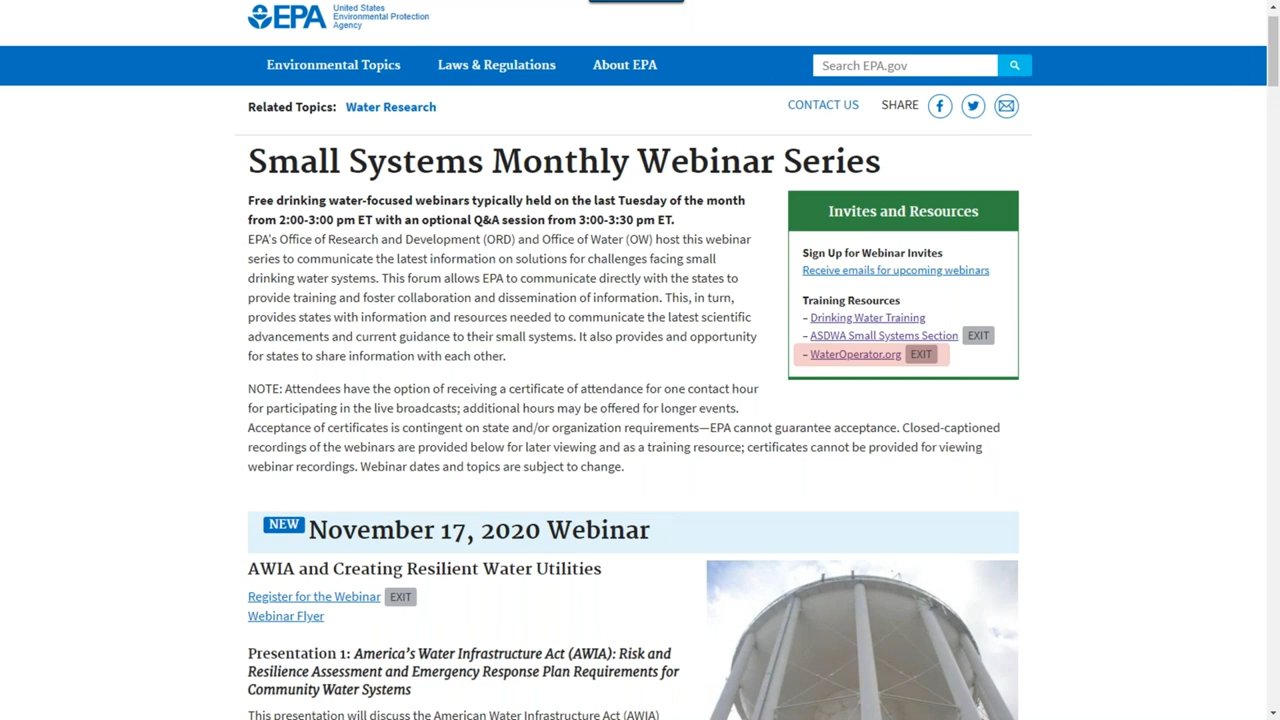 EPA
United States
Environmental Protection
Agency
Environmental Topics
Laws & Regulations
About EPA
Search EPA.gov
Related Topics: Water Research
CONTACT US
SHARE
Small Systems Monthly Webinar Series
Free drinking water-focused webinars typically held on the last Tuesday of the month
from 2:00-3:00 pm ET with an optional Q&A session from 3:00-3:30 pm ET.
EPA's Office of Research and Development (ORD) and Office of Water (OW) host this webinar
series to communicate the latest information on solutions for challenges facing small
drinking water systems. This forum allows EPA to communicate directly with the states to
provide training and foster collaboration and dissemination of information. This, in turn,
provides states with information and resources needed to communicate the latest scientific
advancements and current guidance to their small systems. It also provides and opportunity
for states to share information with each other.
Invites and Resources
Sign Up for Webinar Invites
Receive emails for upcoming webinars
Training Resources
– Drinking Water Training
– ASDWA Small Systems Section EXIT
– WaterOperator.org EXIT
NOTE: Attendees have the option of receiving a certificate of attendance for one contact hour
for participating in the live broadcasts; additional hours may be offered for longer events.
Acceptance of certificates is contingent on state and/or organization requirements—EPA cannot guarantee acceptance. Closed-captioned
recordings of the webinars are provided below for later viewing and as a training resource; certificates cannot be provided for viewing
webinar recordings. Webinar dates and topics are subject to change.
NEW November 17, 2020 Webinar
AWIA and Creating Resilient Water Utilities
Register for the Webinar EXIT
Webinar Flyer
Presentation 1: America's Water Infrastructure Act (AWIA): Risk and
Resilience Assessment and Emergency Response Plan Requirements for
Community Water Systems
This presentation will discuss the American Water Infrastructure Act (AWIA)